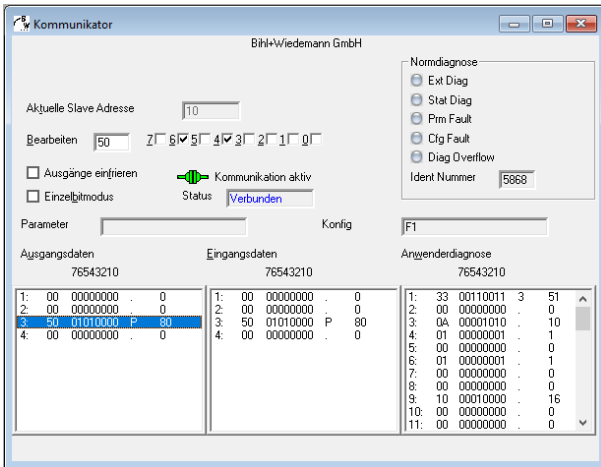 Kommunikator
Bihl+Wiedemann GmbH
Normdiagnose
Ext Diag
Stat Diag
Prm Fault
Cfg Fault
Diag Overflow
Ident Nummer 5868
Aktuelle Slave Adresse 10
Bearbeiten 50 7 6 5 4 3 2 1 0
Ausgänge einfrieren
Kommunikation aktiv
Einzelbitmodus
Status Verbunden
Parameter
Konfig F1
Ausgangsdaten
76543210
1: 00 00000000 . 0
2: 00 00000000 . 0
3: 50 01010000 P 80
4: 00 00000000 . 0
Eingangsdaten
76543210
1: 00 00000000 . 0
2: 00 00000000 . 0
3: 50 01010000 P 80
4: 00 00000000 . 0
Anwenderdiagnose
76543210
1: 33 00110011 3 51
2: 00 00000000 . 0
3: 0A 00001010 . 10
4: 01 00000001 . 1
5: 00 00000000 . 0
6: 01 00000001 . 1
7: 00 00000000 . 0
8: 00 00000000 . 0
9: 10 00010000 . 16
10: 00 00000000 . 0
11: 00 00000000 . 0